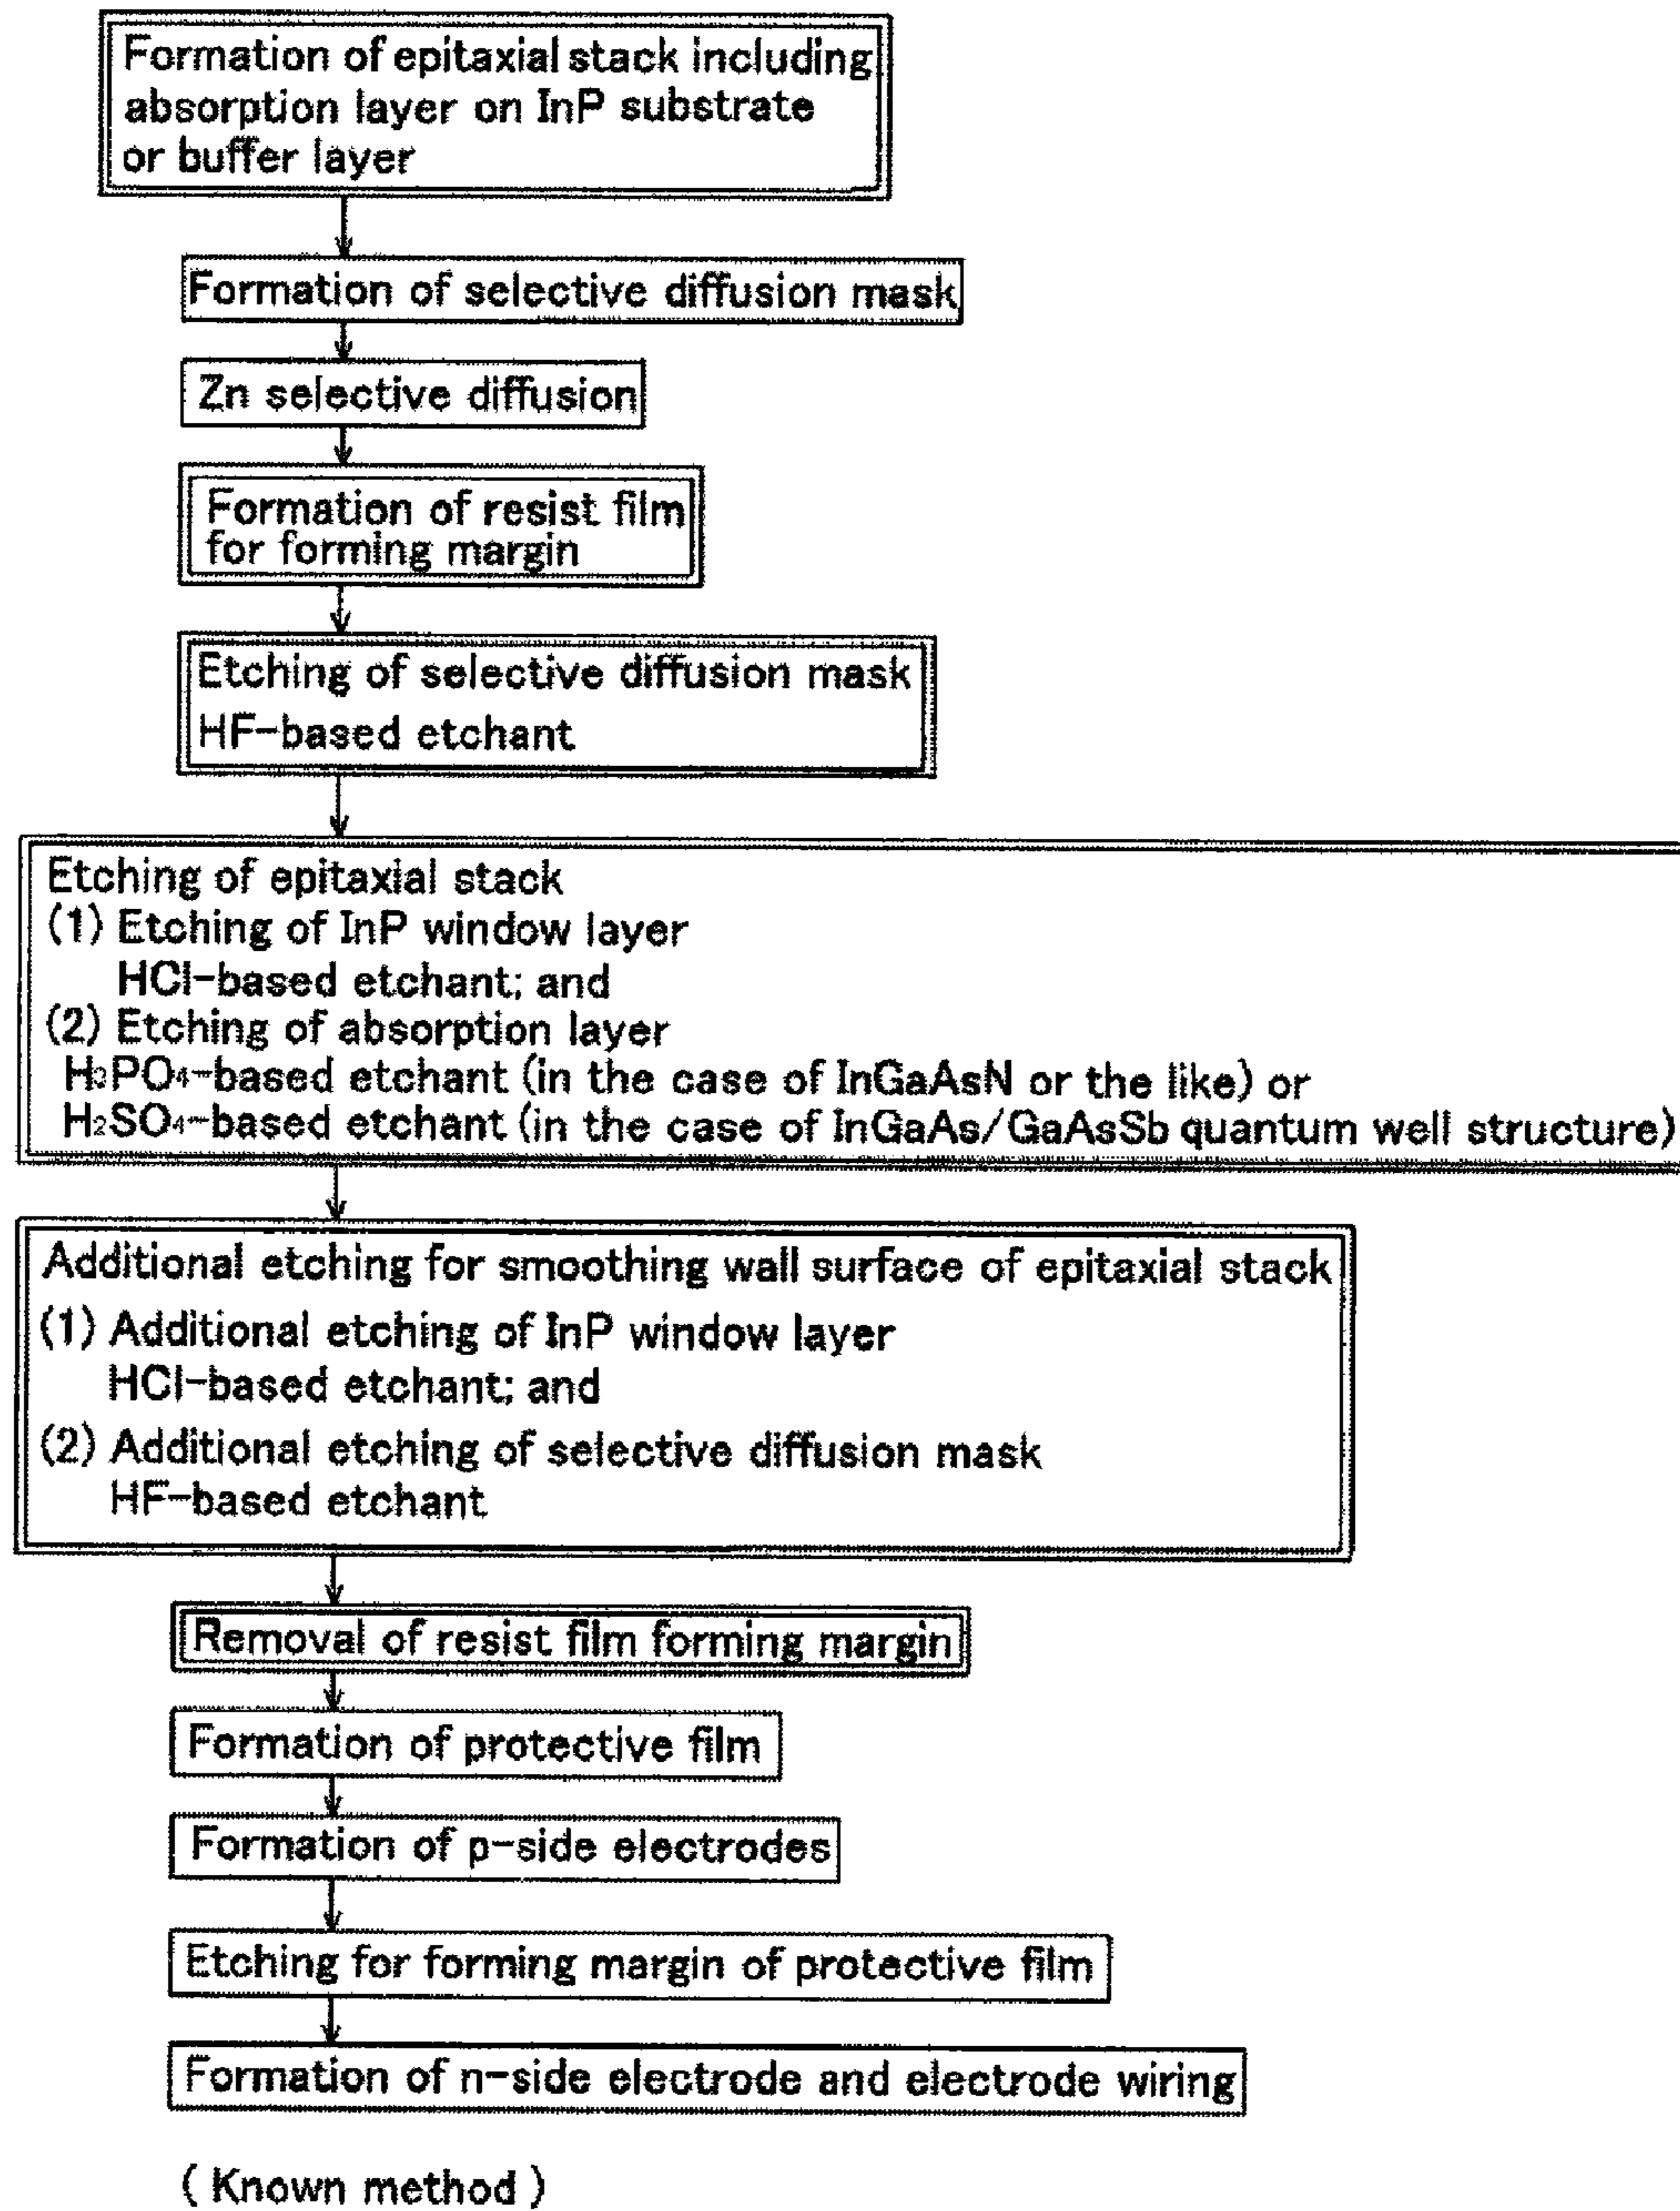 Formation of epitaxial stack including
absorption layer on InP substrate
or buffer layer
Formation of selective diffusion mask
Zn selective diffusion
Formation of resist film
for forming margin
Etching of selective diffusion mask
HF-based etchant
Etching of epitaxial stack
(1) Etching of InP window layer
HCl-based etchant; and
(2) Etching of absorption layer
H₃PO₄-based etchant (in the case of InGaAsN or the like) or
H₂SO₄-based etchant (in the case of InGaAs/GaAsSb quantum well structure)
Additional etching for smoothing wall surface of epitaxial stack
(1) Additional etching of InP window layer
HCl-based etchant; and
(2) Additional etching of selective diffusion mask
HF-based etchant
Removal of resist film forming margin
Formation of protective film
Formation of p-side electrodes
Etching for forming margin of protective film
Formation of n-side electrode and electrode wiring
( Known method )